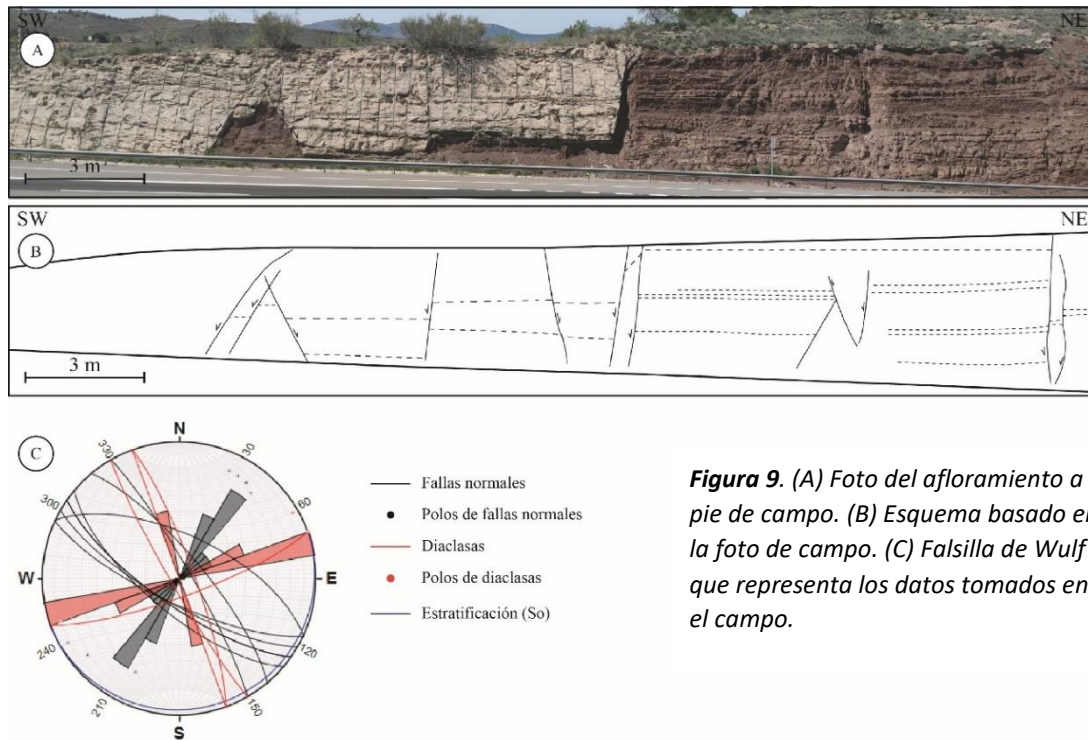 SW
NE
A
3 m
SW
NE
B
3 m
C
N
30
60
E
120
150
S
210
240
W
300
330
Fallas normales
Polos de fallas normales
Diaclasas
Polos de diaclasas
Estratificación (So)
Figura 9. (A) Foto del afloramiento a
pie de campo. (B) Esquema basado en
la foto de campo. (C) Falsilla de Wulf
que representa los datos tomados en
el campo.